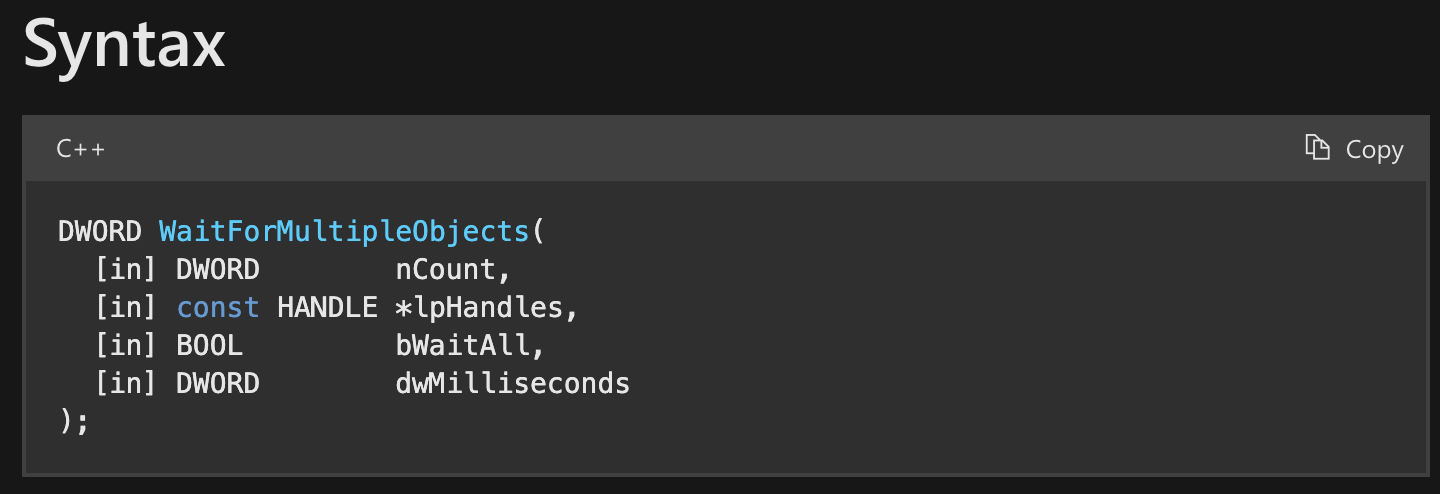 Syntax
C++ Copy
DWORD WaitForMultipleObjects(
  [in] DWORD        nCount,
  [in] const HANDLE *lpHandles,
  [in] BOOL         bWaitAll,
  [in] DWORD        dwMilliseconds
);